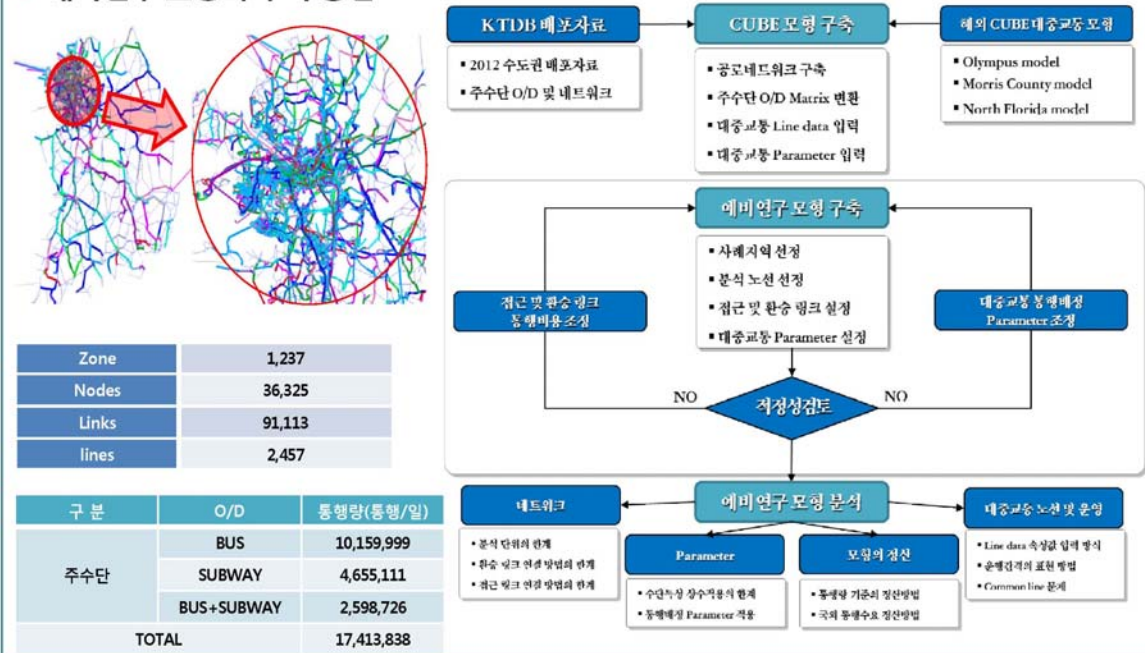 Zone 1,237
Nodes 36,325
Links 91,113
lines 2,457
구 분 O/D 통행량(통행/일)
주수단
BUS 10,159,999
SUBWAY 4,655,111
BUS+SUBWAY 2,598,726
TOTAL 17,413,838
KTDB 배포자료
▪ 2012 수도권 배포자료
▪ 주수단 O/D 및 네트워크
CUBE 모형 구축
▪ 공로네트워크 구축
▪ 주수단 O/D Matrix 변환
▪ 대중교통 Line data 입력
▪ 대중교통 Parameter 입력
해외 CUBE 대중교통 모형
▪ Olympus model
▪ Morris County model
▪ North Florida model
예비연구 모형 구축
▪ 사례지역 선정
▪ 분석 노선 선정
▪ 접근 및 환승 링크 설정
▪ 대중교통 Parameter 설정
접근 및 환승 링크
통행비용 조정
대중교통 통행배정
Parameter 조정
NO
적정성검토
NO
예비연구 모형 분석
네트워크
▪ 분석 단위의 한계
▪ 환승 링크 연결 방법의 한계
▪ 접근 링크 연결 방법의 한계
Parameter
▪ 수단특성 상수적용의 한계
▪ 통행배정 Parameter 적용
모형의 정산
▪ 통행량 기준의 정산방법
▪ 국외 통행수요 정산방법
대중교통 노선 및 운영
▪ Line data 속성값 입력 방식
▪ 운행간격의 표현 방법
▪ Common line 문제